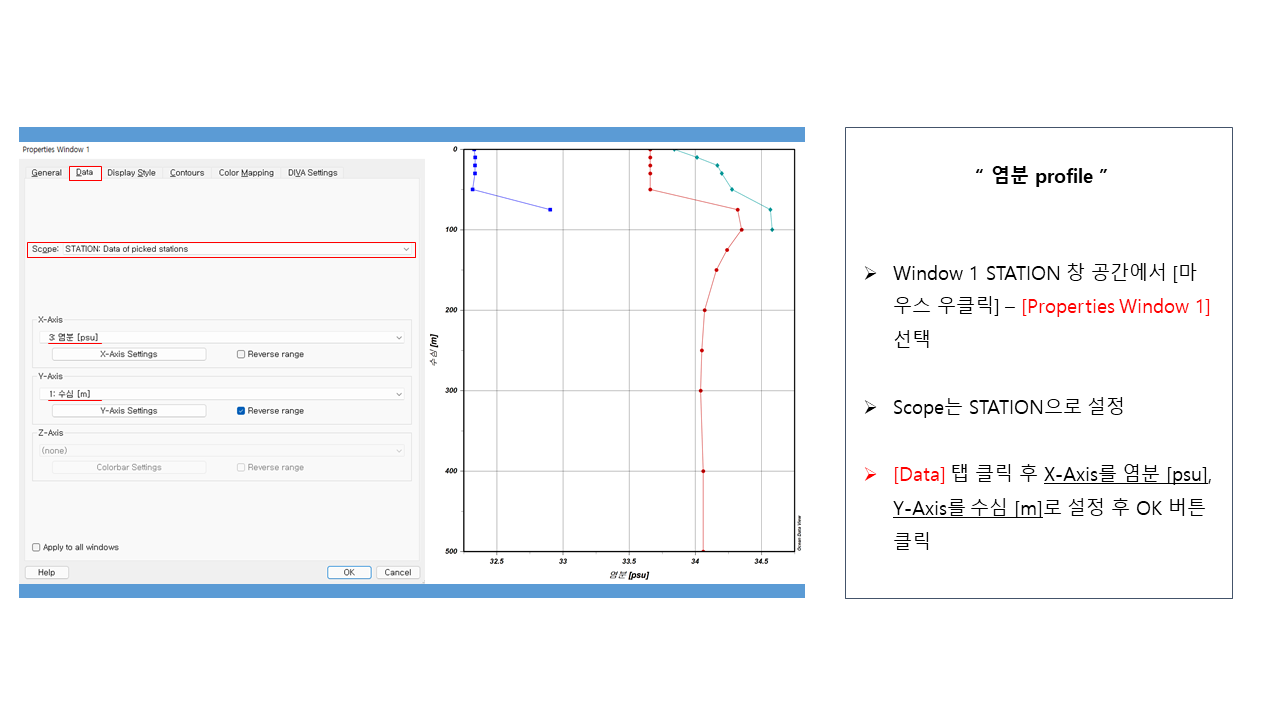 Properties Window 1
General Data Display Style Contours Color Mapping DIVA Settings
Scope: STATION: Data of picked stations
X-Axis
3: 염분 [psu]
X-Axis Settings Reverse range
Y-Axis
1: 수심 [m]
Y-Axis Settings Reverse range
Z-Axis
(none)
Colorbar Settings Reverse range
Apply to all windows
Help OK Cancel
0
100
200
300
400
500
수심 [m]
32.5 33 33.5 34 34.5
염분 [psu]
Ocean Data View
“ 염분 profile ”
➢ Window 1 STATION 창 공간에서 [마
우스 우클릭] – [Properties Window 1]
선택
➢ Scope는 STATION으로 설정
➢ [Data] 탭 클릭 후 X-Axis를 염분 [psu],
Y-Axis를 수심 [m]로 설정 후 OK 버튼
클릭